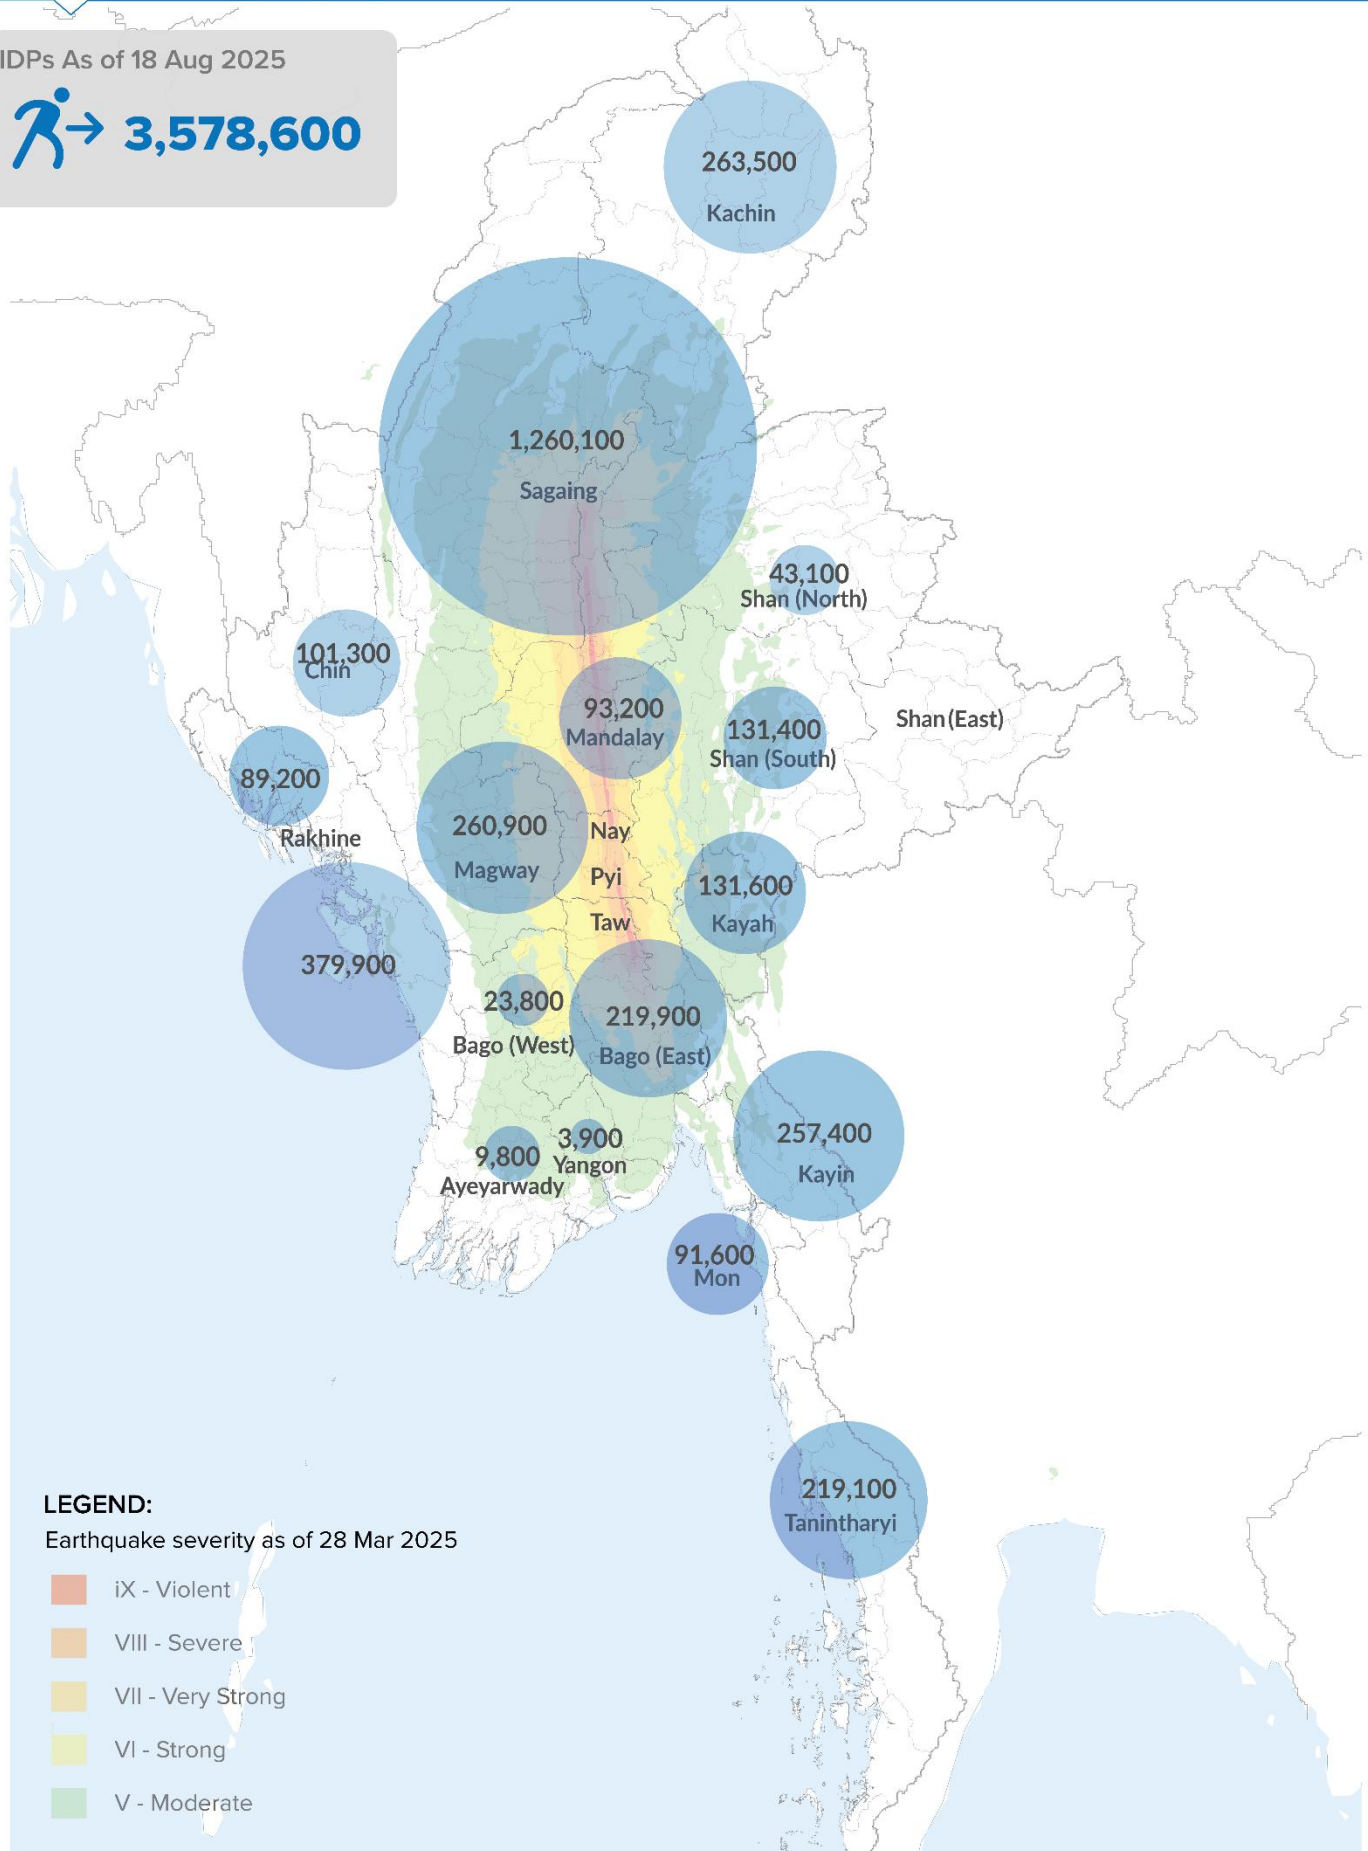 IDPs As of 18 Aug 2025
3,578,600
263,500
Kachin
1,260,100
Sagaing
43,100
Shan (North)
101,300
Chin
93,200
Mandalay
131,400
Shan (South)
Shan (East)
89,200
Rakhine
260,900
Magway
Nay
Pyi
Taw
131,600
Kayah
379,900
23,800
Bago (West)
219,900
Bago (East)
257,400
Kayin
9,800
Ayeyarwady
3,900
Yangon
91,600
Mon
219,100
Tanintharyi
LEGEND:
Earthquake severity as of 28 Mar 2025
iX - Violent
VIII - Severe
VII - Very Strong
VI - Strong
V - Moderate